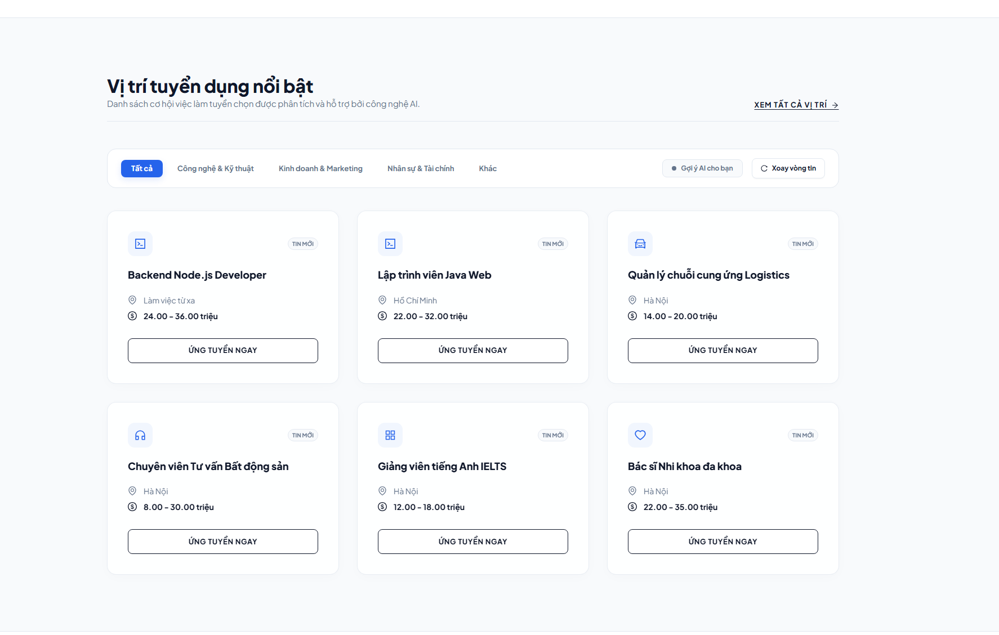 Vị trí tuyển dụng nổi bật
Danh sách cơ hội việc làm tuyển chọn được phân tích và hỗ trợ bởi công nghệ AI.
XEM TẤT CẢ VỊ TRÍ →
Tất cả
Công nghệ & Kỹ thuật
Kinh doanh & Marketing
Nhân sự & Tài chính
Khác
Gợi ý AI cho bạn
Xoay vòng tin
TIN MỚI
Backend Node.js Developer
Làm việc từ xa
24.00 - 36.00 triệu
ỨNG TUYỂN NGAY
TIN MỚI
Lập trình viên Java Web
Hồ Chí Minh
22.00 - 32.00 triệu
ỨNG TUYỂN NGAY
TIN MỚI
Quản lý chuỗi cung ứng Logistics
Hà Nội
14.00 - 20.00 triệu
ỨNG TUYỂN NGAY
TIN MỚI
Chuyên viên Tư vấn Bất động sản
Hà Nội
8.00 - 30.00 triệu
ỨNG TUYỂN NGAY
TIN MỚI
Giảng viên tiếng Anh IELTS
Hà Nội
12.00 - 18.00 triệu
ỨNG TUYỂN NGAY
TIN MỚI
Bác sĩ Nhi khoa đa khoa
Hà Nội
22.00 - 35.00 triệu
ỨNG TUYỂN NGAY